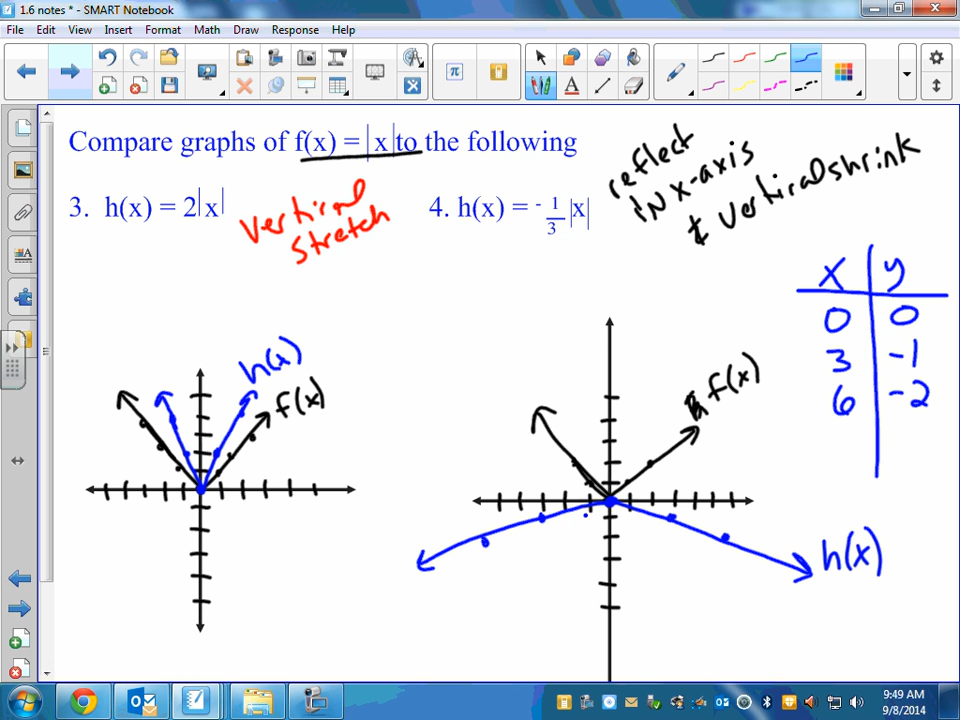 1.6 notes * - SMART Notebook
File Edit View Insert Format Math Draw Response Help
Compare graphs of f(x) = |x| to the following
3. h(x) = 2|x|
vertical
stretch
4. h(x) = - 1/3 |x|
reflect
in x-axis
& vertical shrink
x y
0 0
3 -1
6 -2
h(x)
f(x)
f(x)
h(x)
9:49 AM
9/8/2014